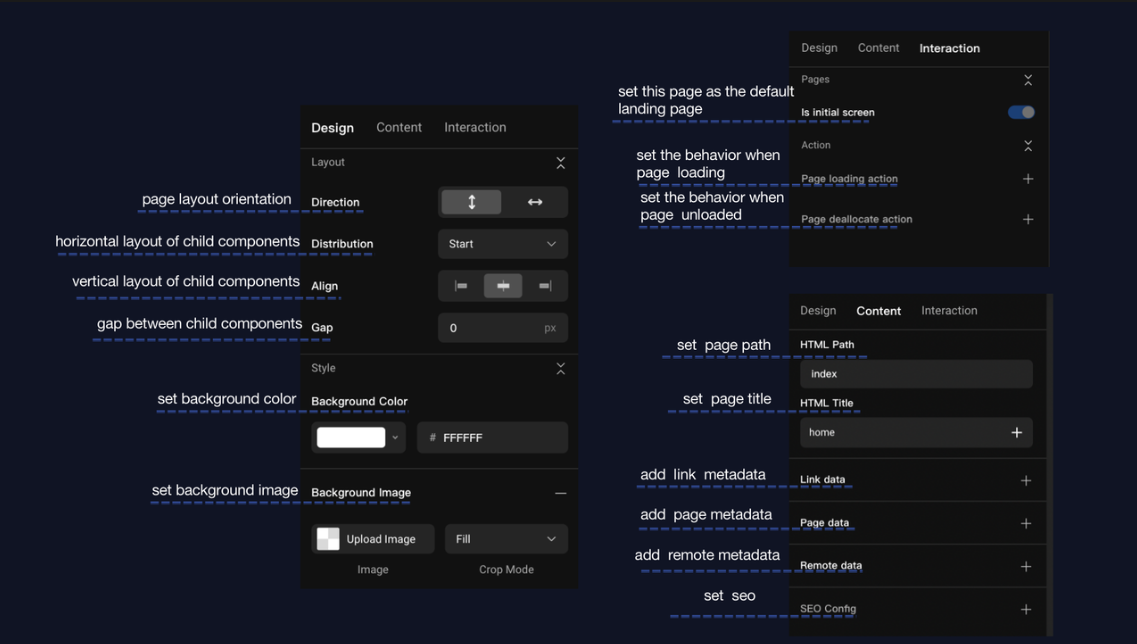 Design Content Interaction
Layout
page layout orientation Direction
horizontal layout of child components Distribution Start
vertical layout of child components Align
gap between child components Gap 0 px
Style
set background color Background Color
# FFFFFF
set background image Background Image
Upload Image Fill
Image Crop Mode
Design Content Interaction
Pages
set this page as the default
landing page
Is initial screen
Action
set the behavior when
page loading
Page loading action
set the behavior when
page unloaded
Page deallocate action
Design Content Interaction
set page path HTML Path
index
set page title HTML Title
home
add link metadata Link data
add page metadata Page data
add remote metadata Remote data
set seo SEO Config